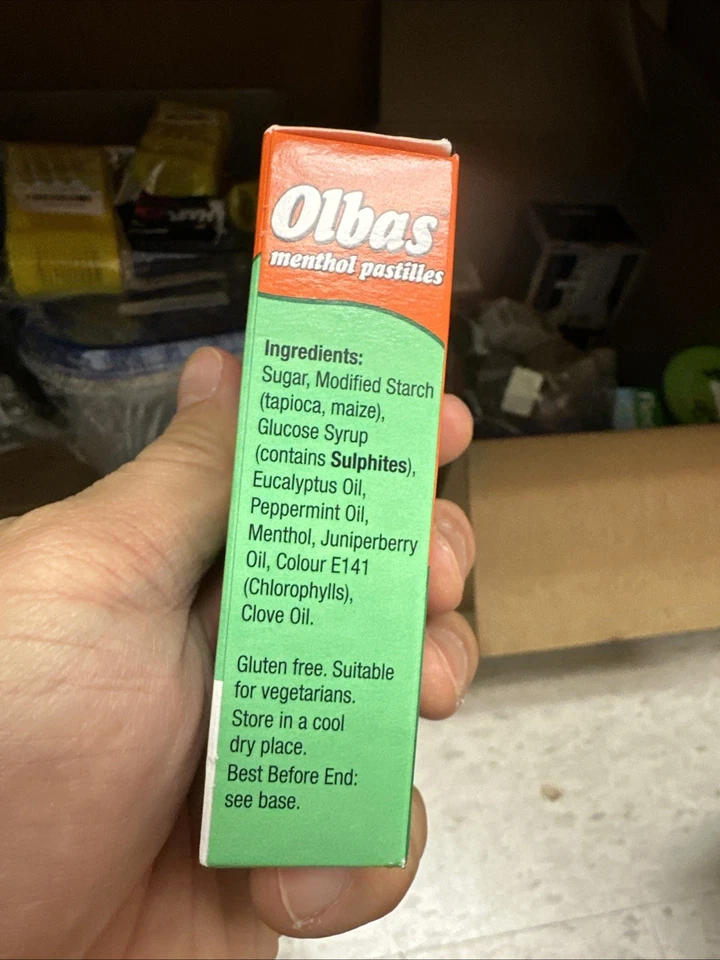 Olbas
menthol pastilles
Ingredients:
Sugar, Modified Starch
(tapioca, maize),
Glucose Syrup
(contains Sulphites),
Eucalyptus Oil,
Peppermint Oil,
Menthol, Juniperberry
Oil, Colour E141
(Chlorophylls),
Clove Oil.
Gluten free. Suitable
for vegetarians.
Store in a cool
dry place.
Best Before End:
see base.